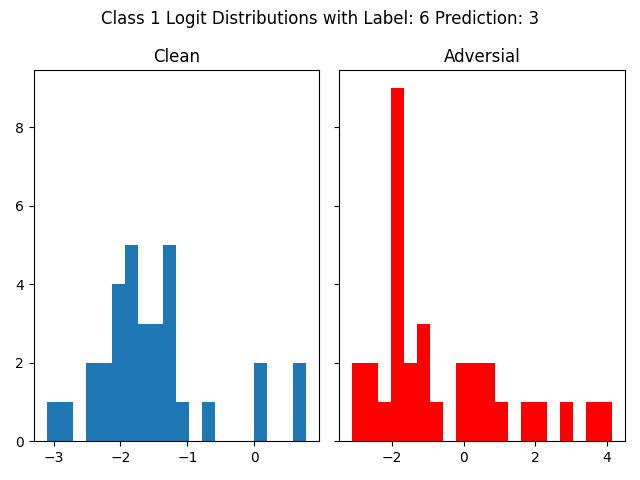 Class 1 Logit Distributions with Label: 6 Prediction: 3
Clean
Adversial
8
6
4
2
0
−3 −2 −1 0
−2 0 2 4